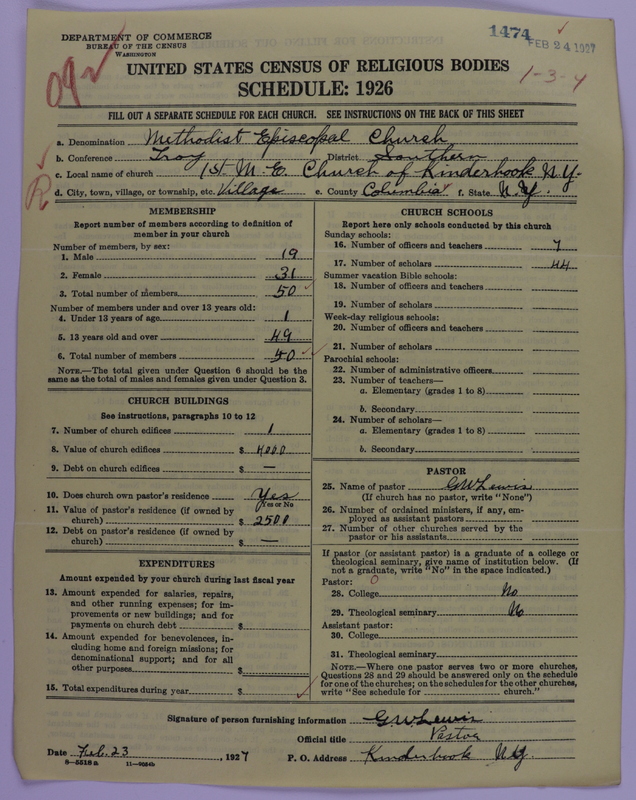 DEPARTMENT OF COMMERCE
BUREAU OF THE CENSUS
WASHINGTON
1474
FEB 24 1927
UNITED STATES CENSUS OF RELIGIOUS BODIES
1-3-4
SCHEDULE: 1926
FILL OUT A SEPARATE SCHEDULE FOR EACH CHURCH. SEE INSTRUCTIONS ON THE BACK OF THIS SHEET
a. Denomination Methodist Episcopal Church
b. Conference Troy District Southern
c. Local name of church 1st M. E. Church of Kinderhook N.Y.
d. City, town, village, or township, etc. Village e. County Columbia f. State N.Y.
R
MEMBERSHIP
Report number of members according to definition of
member in your church
Number of members, by sex:
1. Male 19
2. Female 31
3. Total number of members 50
Number of members under and over 13 years old:
4. Under 13 years of age 1
5. 13 years old and over 49
6. Total number of members 50
NOTE.—The total given under Question 6 should be the
same as the total of males and females given under Question 3.
CHURCH BUILDINGS
See instructions, paragraphs 10 to 12
7. Number of church edifices 1
8. Value of church edifices $ 4000
9. Debt on church edifices $ —
10. Does church own pastor's residence Yes
Yes or No
11. Value of pastor's residence (if owned by
church) $ 2500
12. Debt on pastor's residence (if owned by
church) $ —
EXPENDITURES
Amount expended by your church during last fiscal year
13. Amount expended for salaries, repairs,
and other running expenses; for im-
provements or new buildings; and for
payments on church debt $
14. Amount expended for benevolences, in-
cluding home and foreign missions; for
denominational support; and for all
other purposes $
15. Total expenditures during year $
CHURCH SCHOOLS
Report here only schools conducted by this church
Sunday schools:
16. Number of officers and teachers 7
17. Number of scholars 44
Summer vacation Bible schools:
18. Number of officers and teachers
19. Number of scholars
Week-day religious schools:
20. Number of officers and teachers
21. Number of scholars
Parochial schools:
22. Number of administrative officers
23. Number of teachers—
a. Elementary (grades 1 to 8)
b. Secondary
24. Number of scholars—
a. Elementary (grades 1 to 8)
b. Secondary
PASTOR
25. Name of pastor G W Lewis
(If church has no pastor, write "None")
26. Number of ordained ministers, if any, em-
ployed as assistant pastors
27. Number of other churches served by the
pastor or his assistants
If pastor (or assistant pastor) is a graduate of a college or
theological seminary, give name of institution below. (If
not a graduate, write "No" in the space indicated.)
Pastor: 0
28. College No
29. Theological seminary No
Assistant pastor:
30. College
31. Theological seminary
NOTE.—Where one pastor serves two or more churches,
Questions 28 and 29 should be answered only on the schedule
for one of the churches; on the schedules for the other churches,
write "See schedule for church."
Signature of person furnishing information G W Lewis
Official title Pastor
Date Feb. 23, 1927 P. O. Address Kinderhook N.Y.
8-5518 a